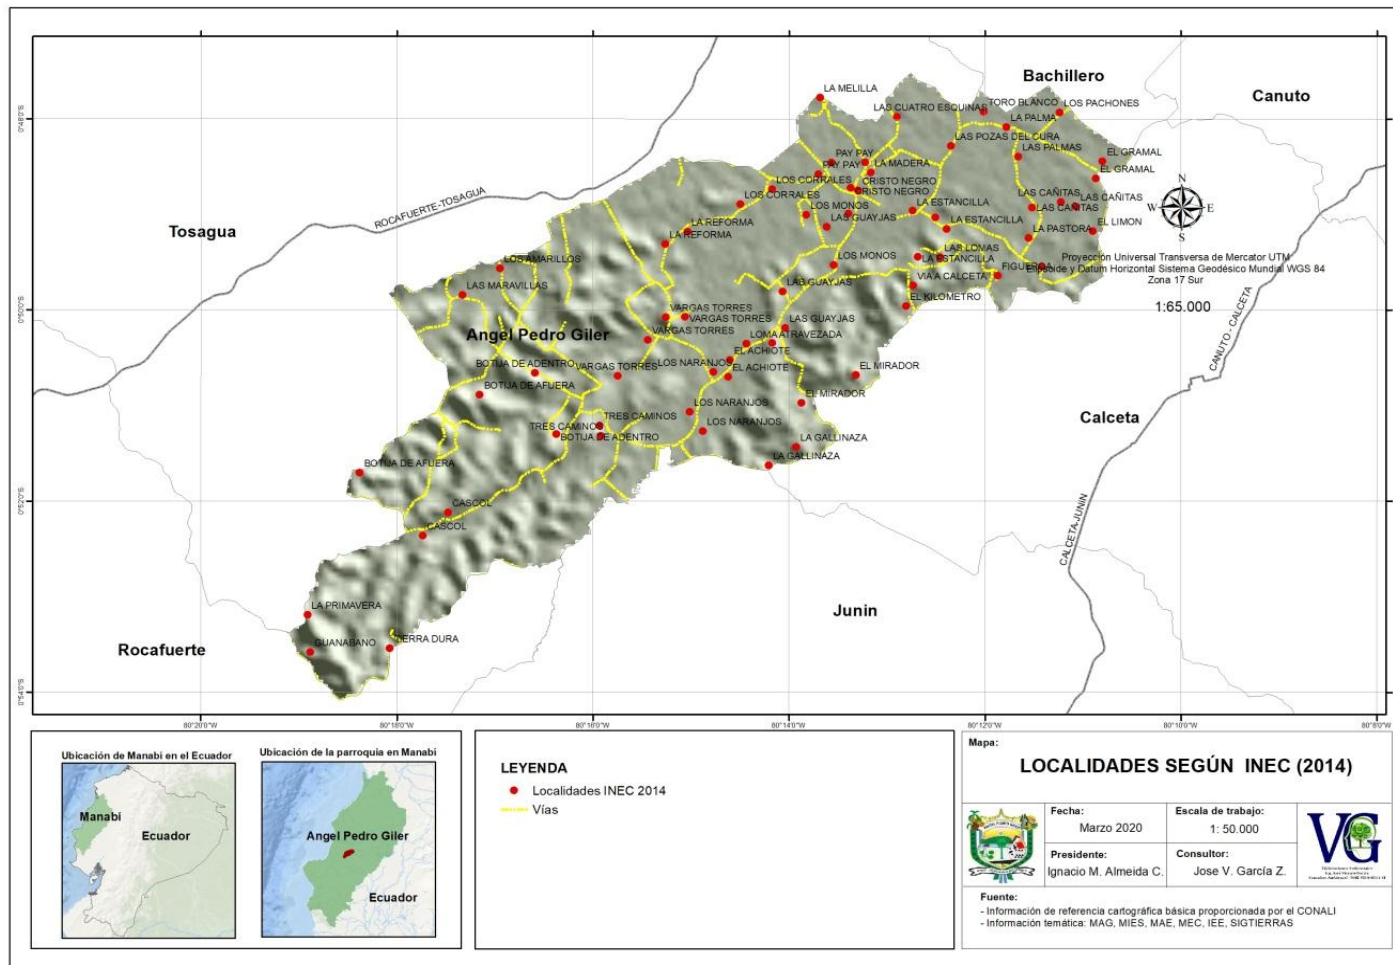 Bachillero
Canuto
LA MELILLA
LAS CUATRO ESQUINAS
TORO BLANCO
LOS PACHONES
0°48'0"S
LA PALMA
LAS POZAS DEL CURA
PAY PAY
LA MADERA
LAS PALMAS
EL GRAMAL
PAY PAY
EL GRAMAL
LOS CORRALES
CRISTO NEGRO
CRISTO NEGRO
LOS CORRALES
LAS CAÑITAS
LAS CAÑITAS
LAS CAÑITAS
N
W
E
S
ROCAFUERTE-TOSAGUA
LOS MONOS
LA ESTANCILLA
LAS GUAYJAS
LA ESTANCILLA
Tosagua
LA REFORMA
LA REFORMA
LA PASTORA
EL LIMON
LAS LOMAS
LA ESTANCILLA
Proyección Universal Transversa de Mercator UTM
Elipsoide y Datum Horizontal Sistema Geodésico Mundial WGS 84
Zona 17 Sur
1:65.000
LOS AMARILLOS
LOS MONOS
FIGUEROA
VIA A CALCETA
LAS MARAVILLAS
LAS GUAYJAS
EL KILOMETRO
0°50'0"S
VARGAS TORRES
VARGAS TORRES
LAS GUAYJAS
Angel Pedro Giler
VARGAS TORRES
LOMA ATRAVEZADA
CANUTO - CALCETA
EL ACHIOTE
BOTIJA DE ADENTRO
VARGAS TORRES
LOS NARANJOS
EL ACHIOTE
EL MIRADOR
BOTIJA DE AFUERA
EL MIRADOR
LOS NARANJOS
TRES CAMINOS
Calceta
TRES CAMINOS
LOS NARANJOS
BOTIJA DE ADENTRO
LA GALLINAZA
LA GALLINAZA
BOTIJA DE AFUERA
0°52'0"S
CASCOL
CASCOL
CALCETA-JUNIN
LA PRIMAVERA
Junin
GUANABANO
TIERRA DURA
Rocafuerte
0°54'0"S
80°20'0"W
80°18'0"W
80°16'0"W
80°14'0"W
80°12'0"W
80°10'0"W
80°8'0"W
Ubicación de Manabi en el Ecuador
Manabí
Ecuador
Ubicación de la parroquia en Manabi
Angel Pedro Giler
Ecuador
LEYENDA
Localidades INEC 2014
Vías
Mapa:
LOCALIDADES SEGÚN INEC (2014)
Fecha:
Marzo 2020
Escala de trabajo:
1: 50.000
Presidente:
Ignacio M. Almeida C.
Consultor:
Jose V. García Z.
VG
Fuente:
- Información de referencia cartográfica básica proporcionada por el CONALI
- Información temática: MAG, MIES, MAE, MEC, IEE, SIGTIERRAS